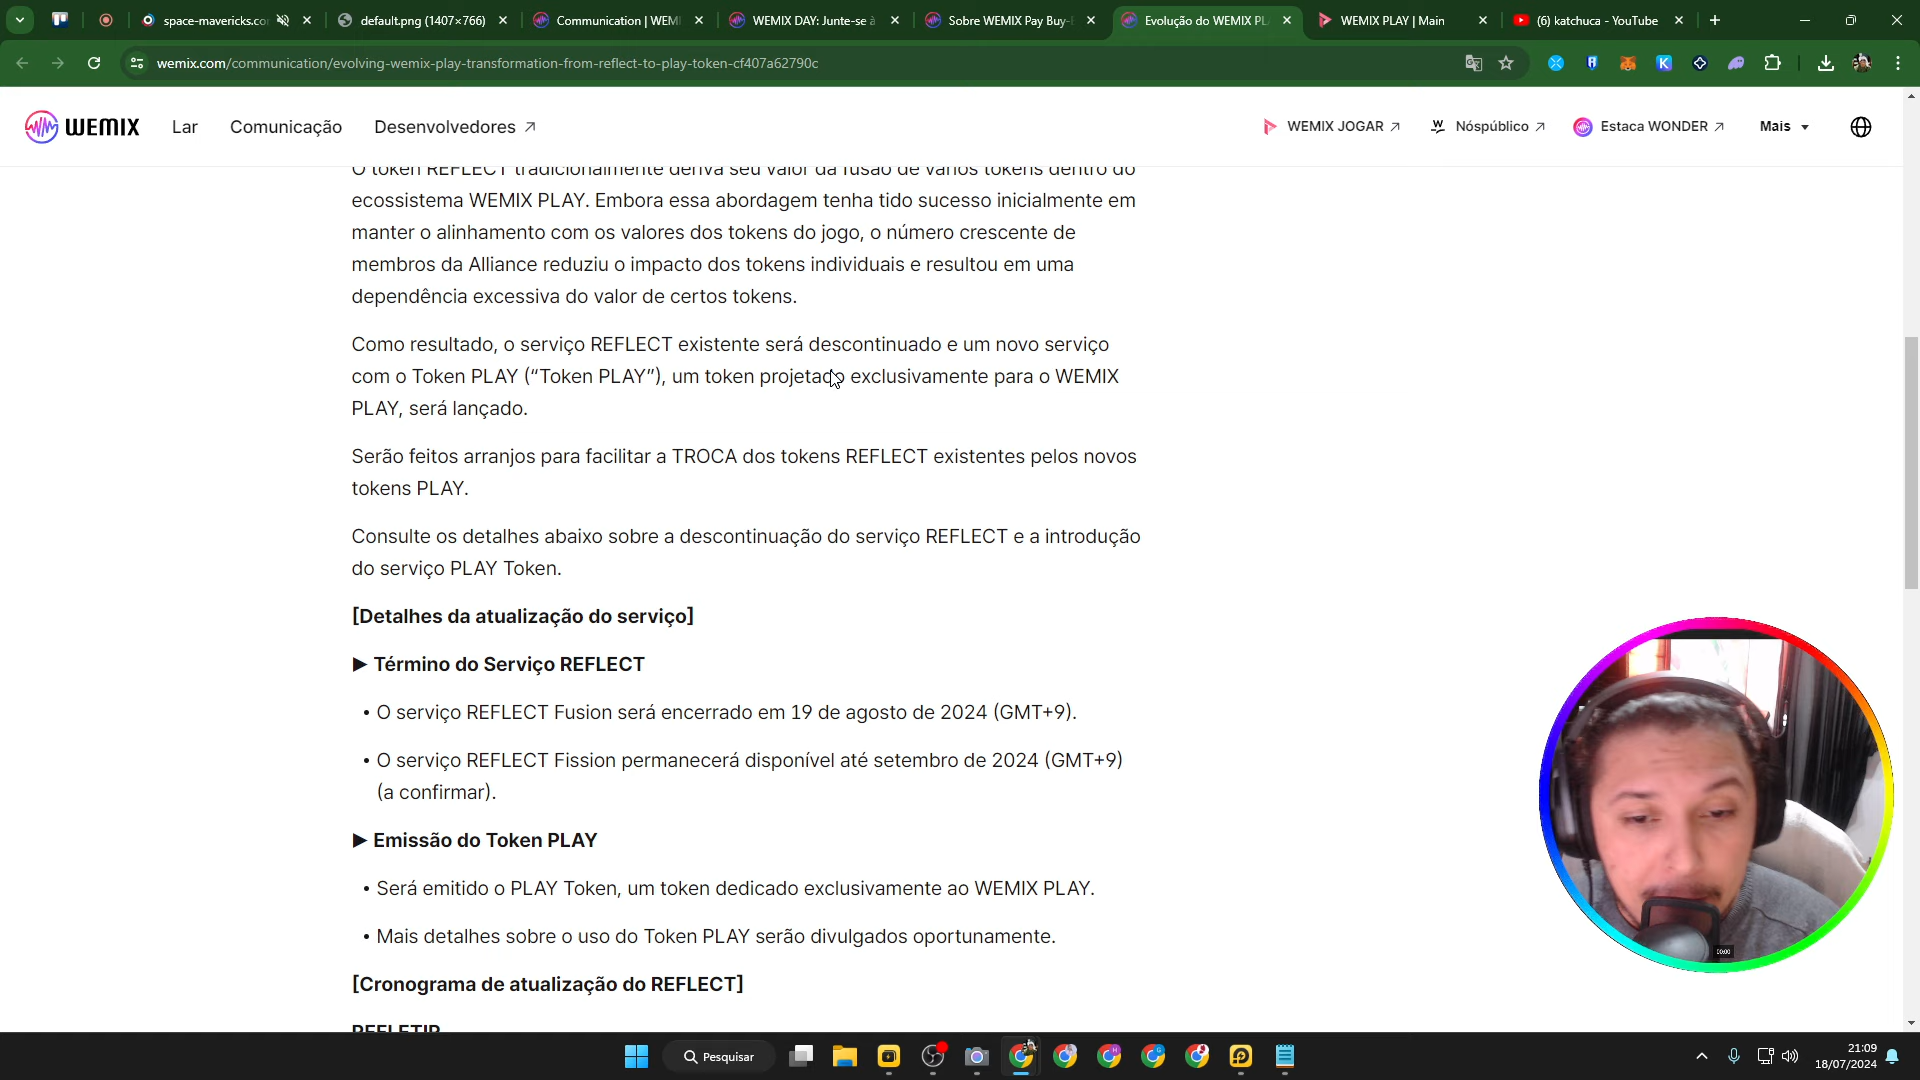 space-mavericks.co
default.png (1407×766)
Communication | WEMI
WEMIX DAY: Junte-se à
Sobre WEMIX Pay Buy-
Evolução do WEMIX PL
WEMIX PLAY | Main
(6) katchuca - YouTube
wemix.com/communication/evolving-wemix-play-transformation-from-reflect-to-play-token-cf407a62790c
WEMIX
Lar
Comunicação
Desenvolvedores ↗
WEMIX JOGAR ↗
Nóspúblico ↗
Estaca WONDER ↗
Mais
O token REFLECT tradicionalmente deriva seu valor da fusão de vários tokens dentro do
ecossistema WEMIX PLAY. Embora essa abordagem tenha tido sucesso inicialmente em
manter o alinhamento com os valores dos tokens do jogo, o número crescente de
membros da Alliance reduziu o impacto dos tokens individuais e resultou em uma
dependência excessiva do valor de certos tokens.
Como resultado, o serviço REFLECT existente será descontinuado e um novo serviço
com o Token PLAY (“Token PLAY”), um token projetado exclusivamente para o WEMIX
PLAY, será lançado.
Serão feitos arranjos para facilitar a TROCA dos tokens REFLECT existentes pelos novos
tokens PLAY.
Consulte os detalhes abaixo sobre a descontinuação do serviço REFLECT e a introdução
do serviço PLAY Token.
[Detalhes da atualização do serviço]
▶ Término do Serviço REFLECT
• O serviço REFLECT Fusion será encerrado em 19 de agosto de 2024 (GMT+9).
• O serviço REFLECT Fission permanecerá disponível até setembro de 2024 (GMT+9)
(a confirmar).
▶ Emissão do Token PLAY
• Será emitido o PLAY Token, um token dedicado exclusivamente ao WEMIX PLAY.
• Mais detalhes sobre o uso do Token PLAY serão divulgados oportunamente.
[Cronograma de atualização do REFLECT]
REFLETIR
00:00
Pesquisar
21:09
18/07/2024